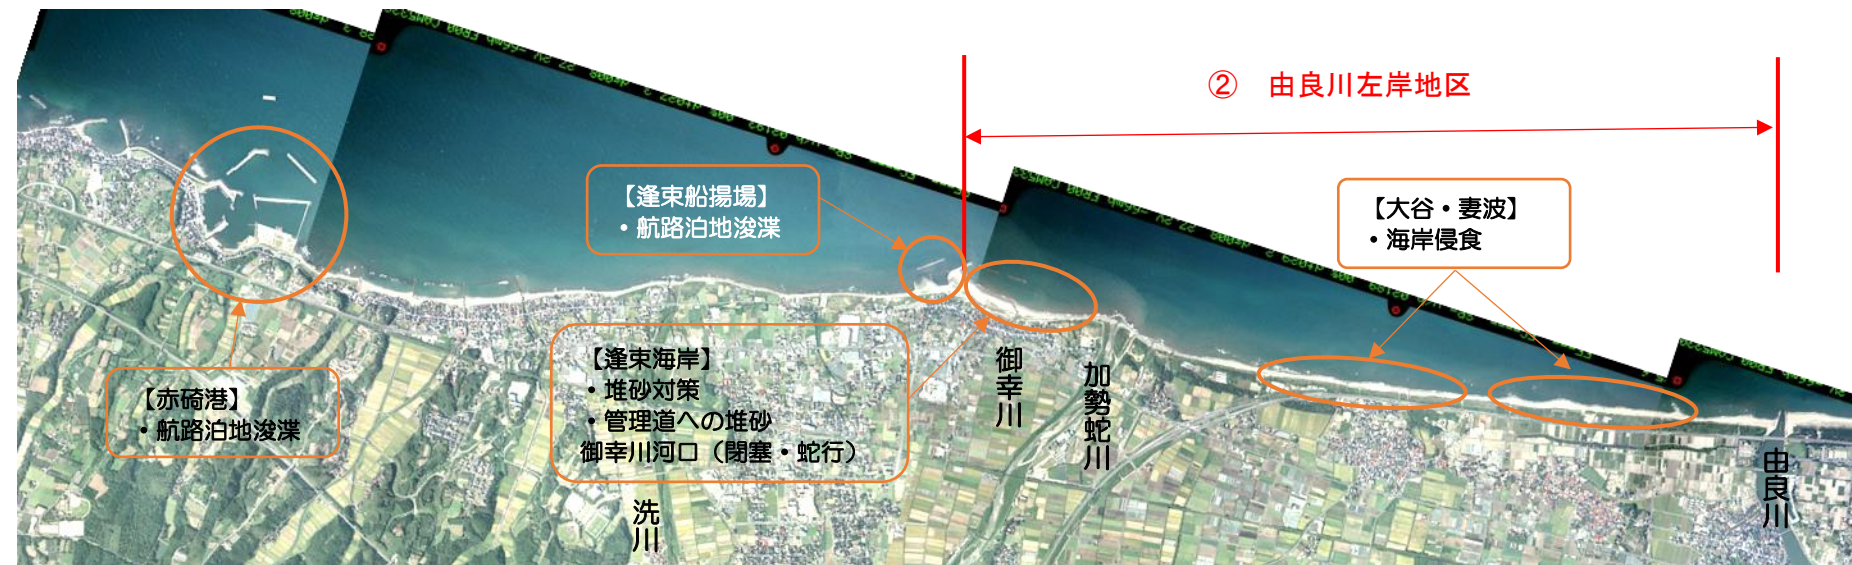 ② 由良川左岸地区
【逢束船揚場】
・航路泊地浚渫
【大谷・妻波】
・海岸侵食
【逢束海岸】
・堆砂対策
・管理道への堆砂
御幸川河口（閉塞・蛇行）
【赤碕港】
・航路泊地浚渫
御幸川
加勢蛇川
由良川
洗川